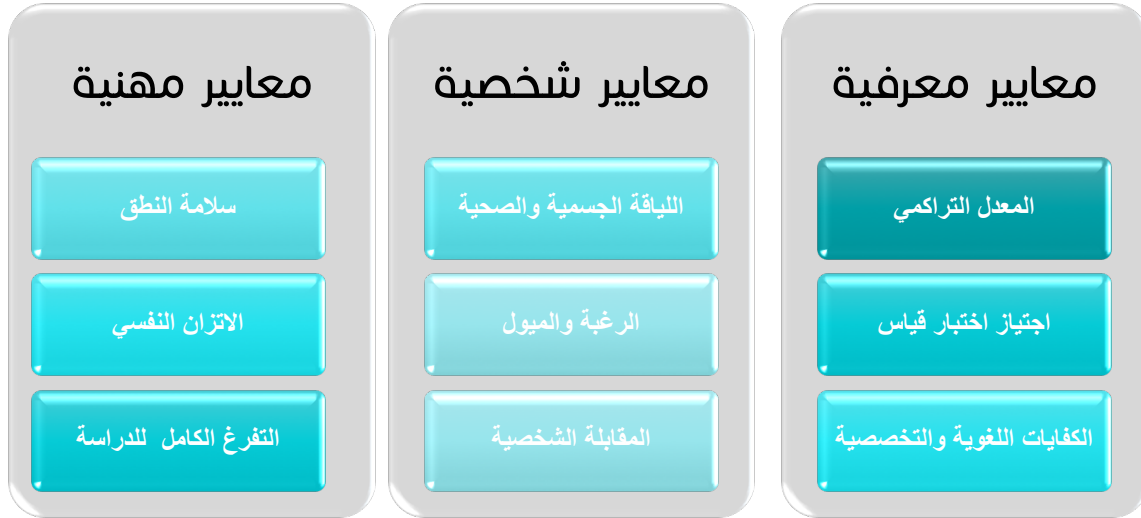 معايير معرفية
المعدل التراكمي
اجتياز اختبار قياس
الكفايات اللغوية والتخصصية
معايير شخصية
اللياقة الجسمية والصحية
الرغبة والميول
المقابلة الشخصية
معايير مهنية
سلامة النطق
الاتزان النفسي
التفرغ الكامل للدراسة